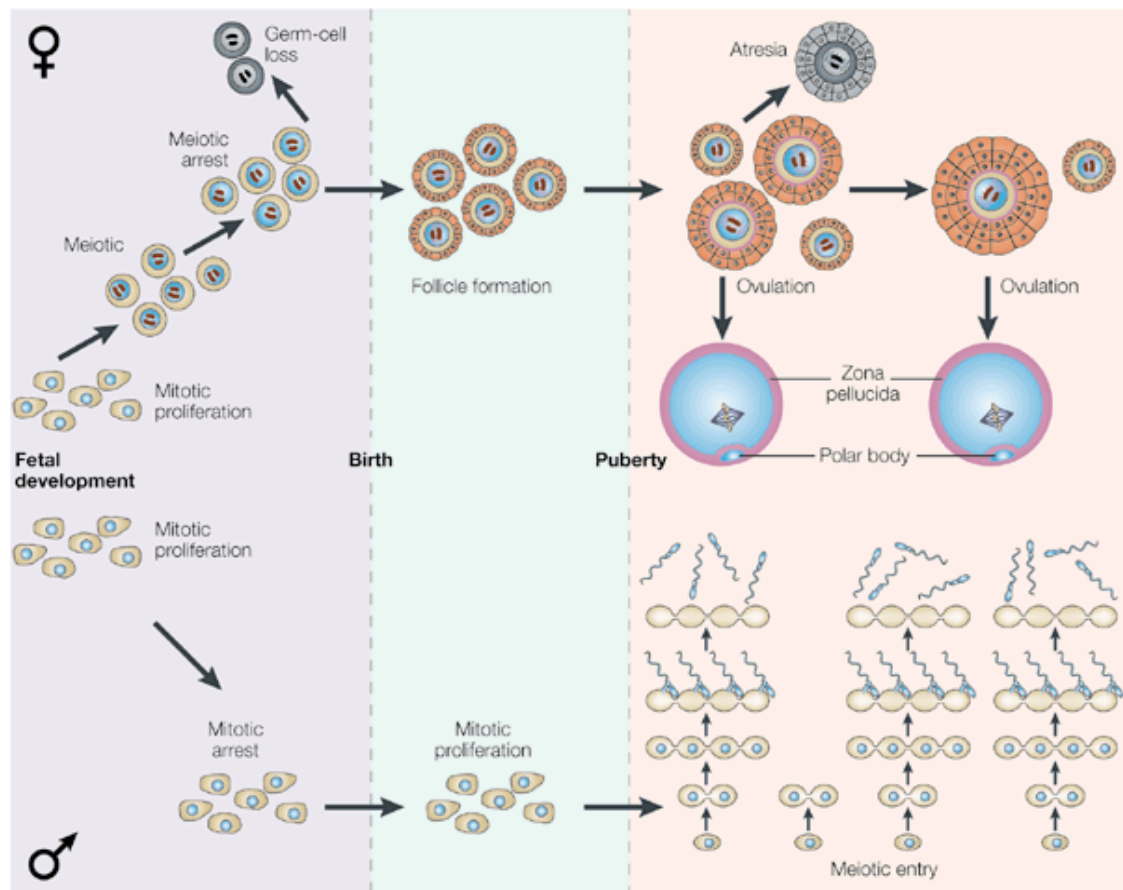 Germ-cell
loss
Atresia
Meiotic
arrest
Meiotic
Follicle formation
Ovulation
Ovulation
Mitotic
proliferation
Zona
pellucida
Polar body
Fetal
development
Birth
Puberty
Mitotic
proliferation
Mitotic
arrest
Mitotic
proliferation
Meiotic entry